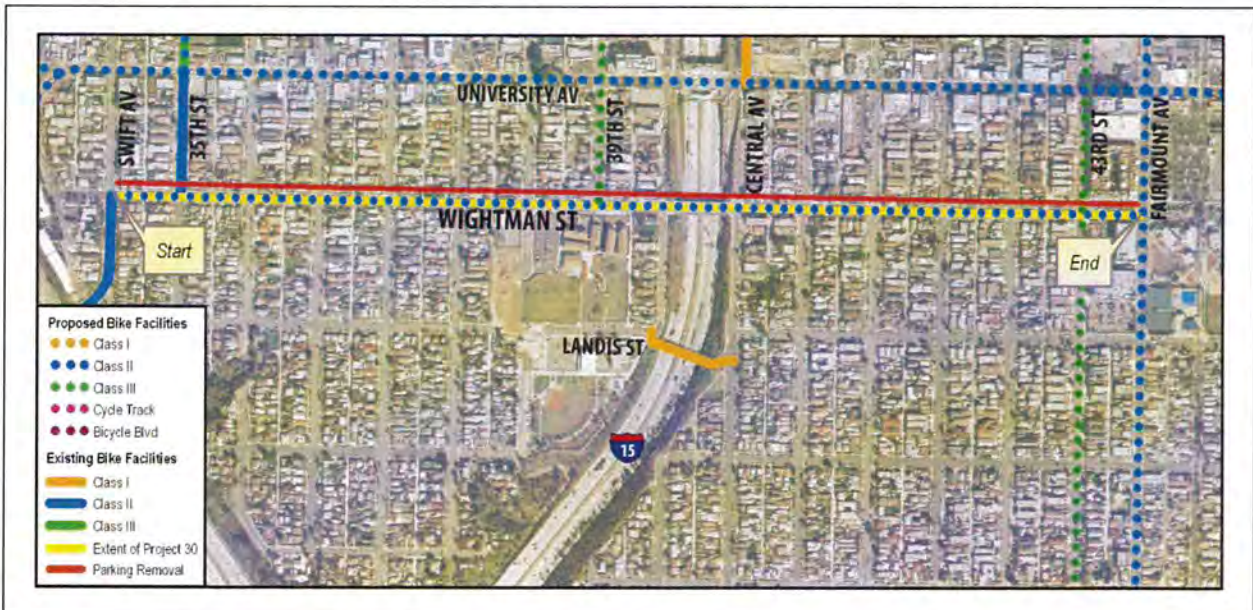 UNIVERSITY AV
SWIFT AV
35TH ST
39TH ST
CENTRAL AV
43RD ST
FAIRMOUNT AV
WIGHTMAN ST
Start
End
LANDIS ST
15
Proposed Bike Facilities
Class I
Class II
Class III
Cycle Track
Bicycle Blvd
Existing Bike Facilities
Class I
Class II
Class III
Extent of Project 30
Parking Removal